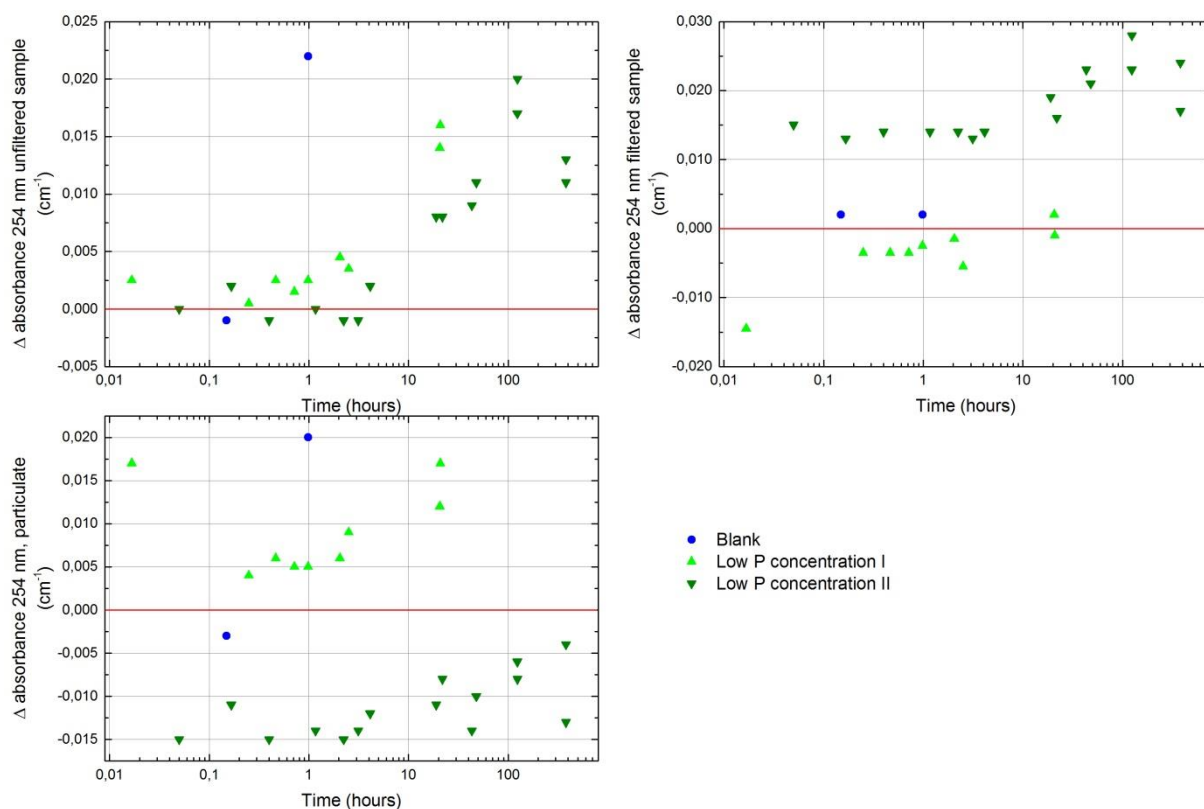 Δ absorbance 254 nm unfiltered sample
(cm⁻¹)
0,025
0,020
0,015
0,010
0,005
0,000
-0,005
0,01 0,1 1 10 100
Time (hours)
Δ absorbance 254 nm filtered sample
(cm⁻¹)
0,030
0,020
0,010
0,000
-0,010
-0,020
0,01 0,1 1 10 100
Time (hours)
Δ absorbance 254 nm, particulate
(cm⁻¹)
0,020
0,015
0,010
0,005
0,000
-0,005
-0,010
-0,015
0,01 0,1 1 10 100
Time (hours)
Blank
Low P concentration I
Low P concentration II